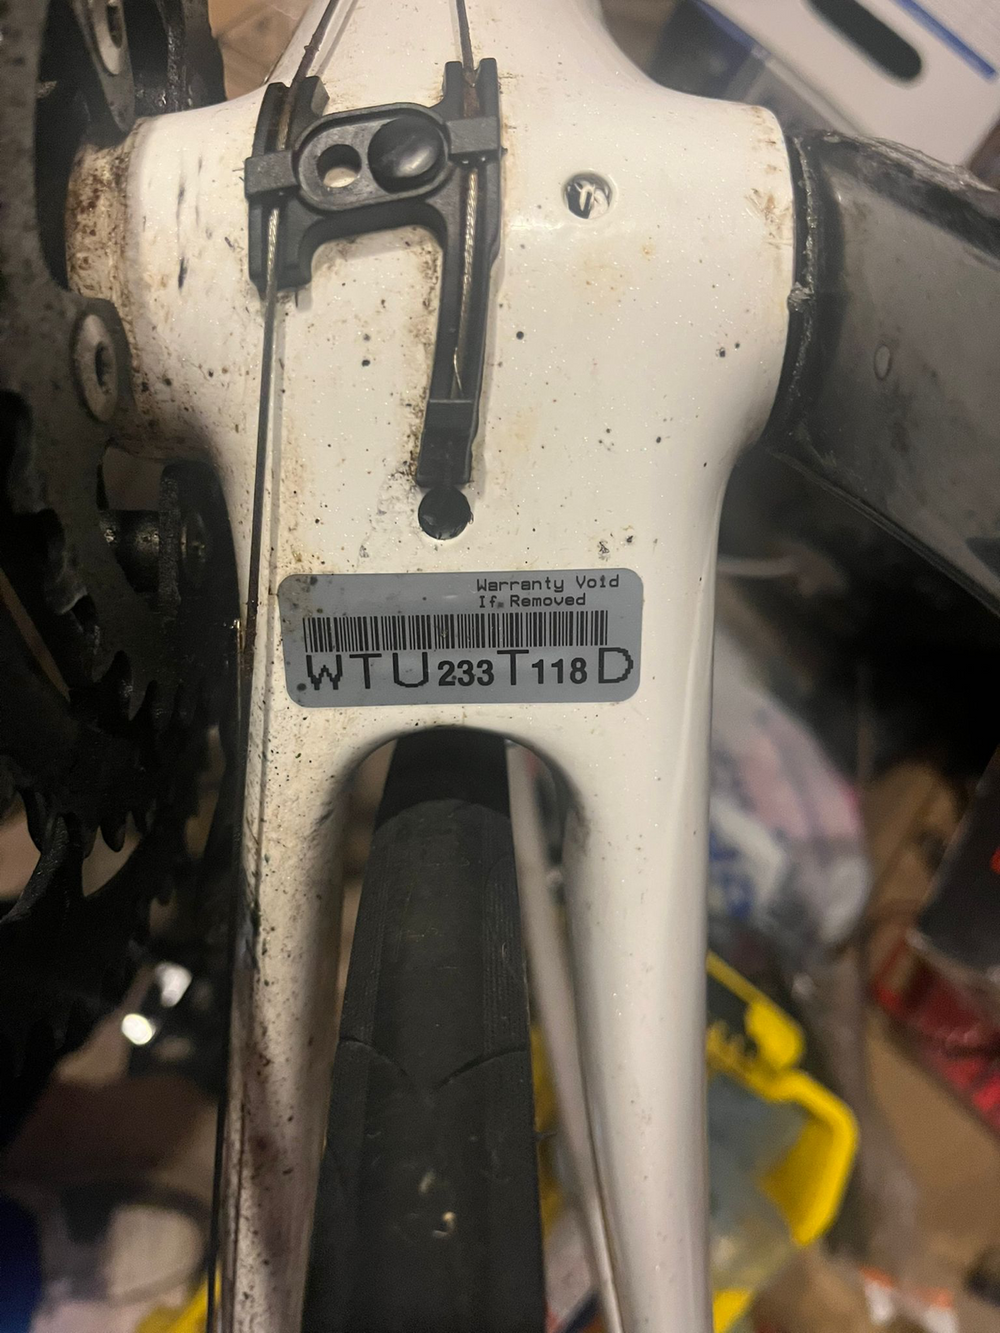 Warranty Void
If Removed
WTU233T118D